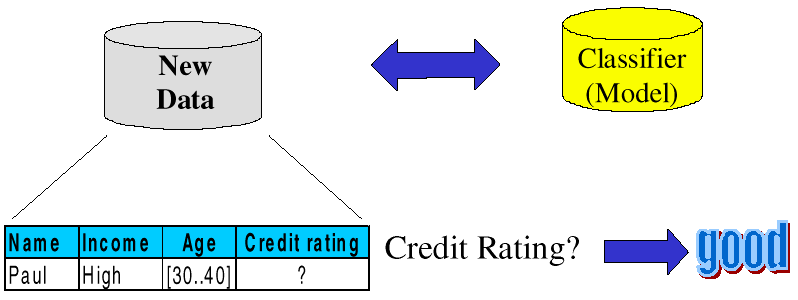 New
Data
Classifier
(Model)
Name Income Age Credit rating
Paul High [30..40] ?
Credit Rating?
good